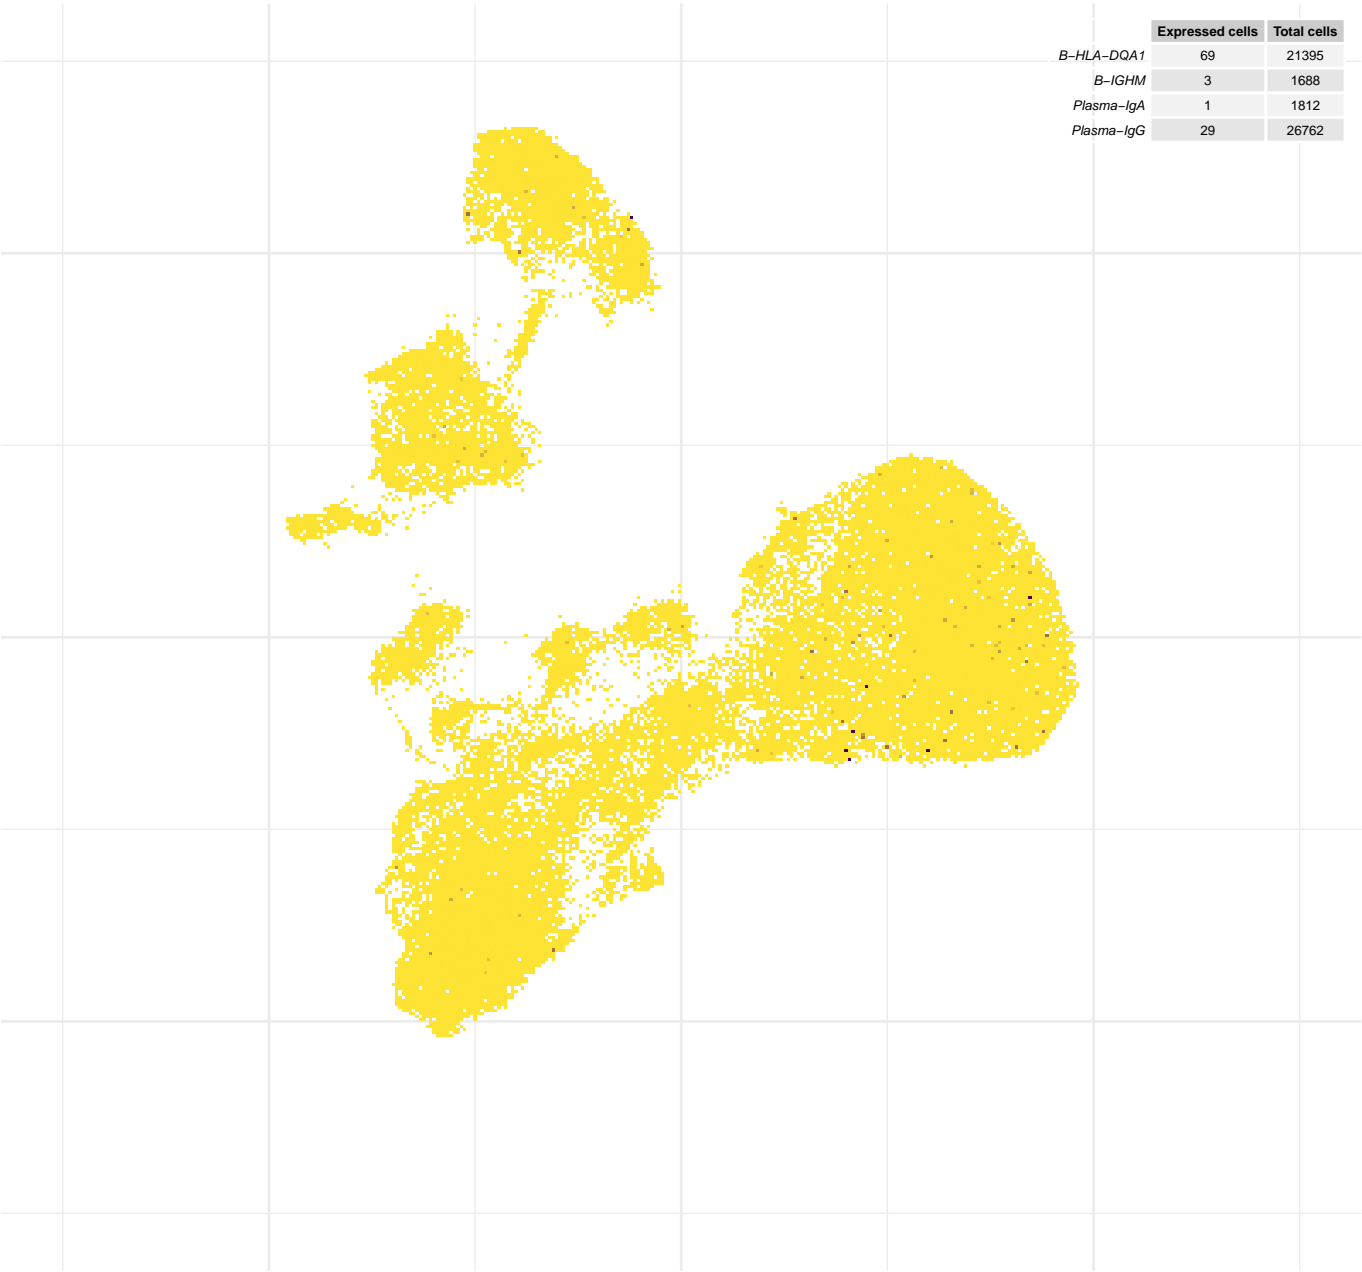 Expressed cells Total cells
B−HLA−DQA1 69 21395
B−IGHM 3 1688
Plasma−IgA 1 1812
Plasma−IgG 29 26762